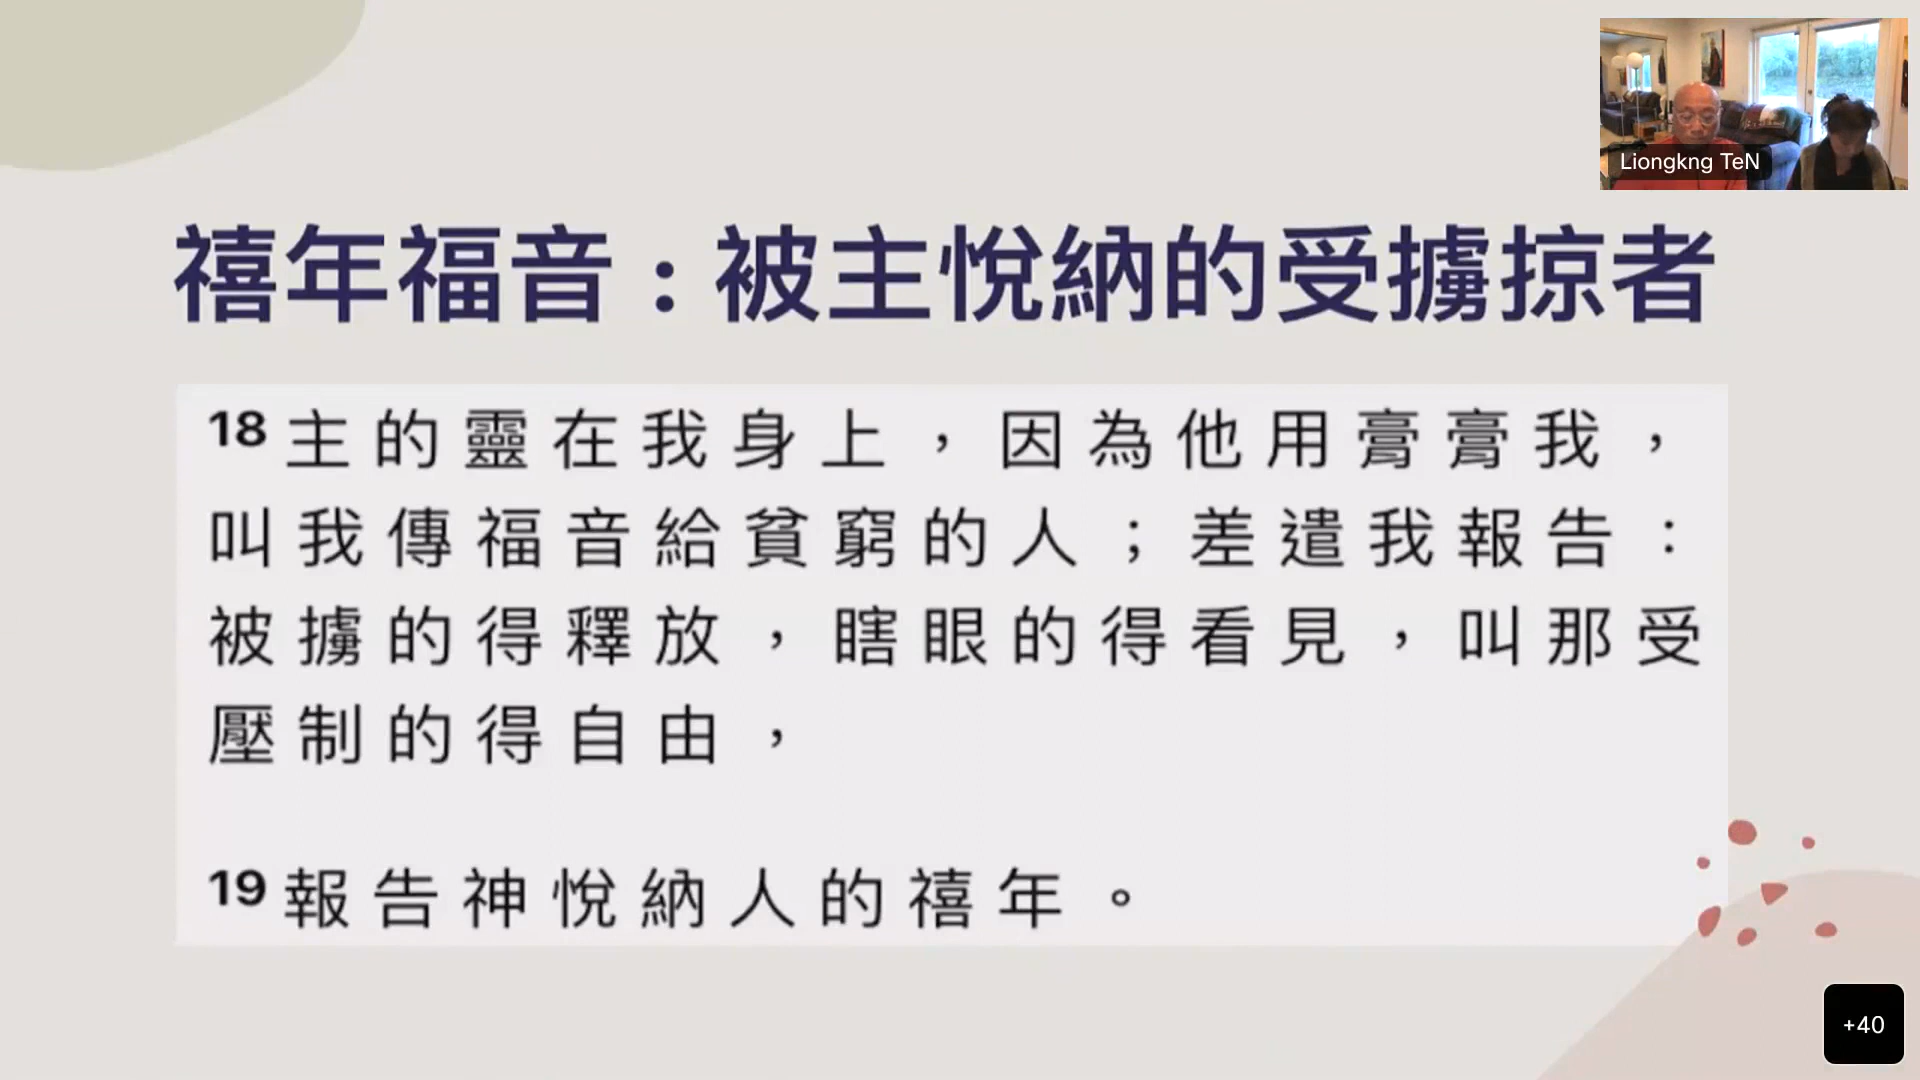 Liongkng TeN
禧年福音：被主悅納的受擄掠者
18 主的靈在我身上，因為他用膏膏我，
叫我傳福音給貧窮的人；差遣我報告：
被擄的得釋放，瞎眼的得看見，叫那受
壓制的得自由，
19 報告神悅納人的禧年。
+40